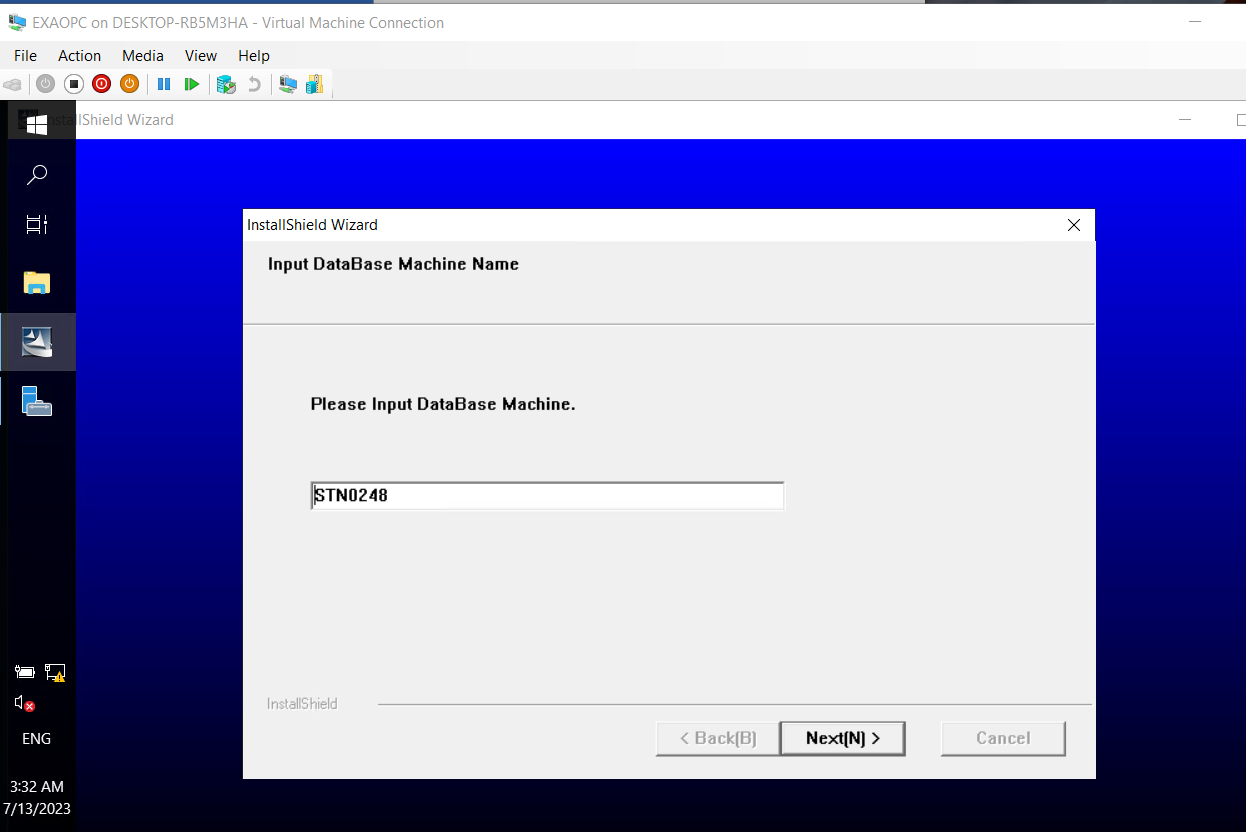 EXAOPC on DESKTOP-RB5M3HA - Virtual Machine Connection
File Action Media View Help
InstallShield Wizard
InstallShield Wizard
Input DataBase Machine Name
Please Input DataBase Machine.
STN0248
InstallShield
< Back(B) Next(N) > Cancel
ENG
3:32 AM
7/13/2023